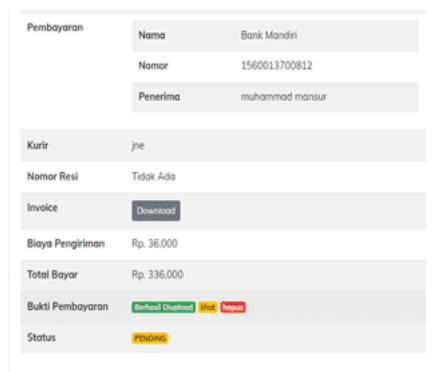 Pembayaran
Nama Bank Mandiri
Nomor 1560013700812
Penerima muhammad mansur
Kurir jne
Nomor Resi Tidak Ada
Invoice Download
Biaya Pengiriman Rp. 36.000
Total Bayar Rp. 336,000
Bukti Pembayaran Berhasil Diupload lihat hapus
Status PENDING